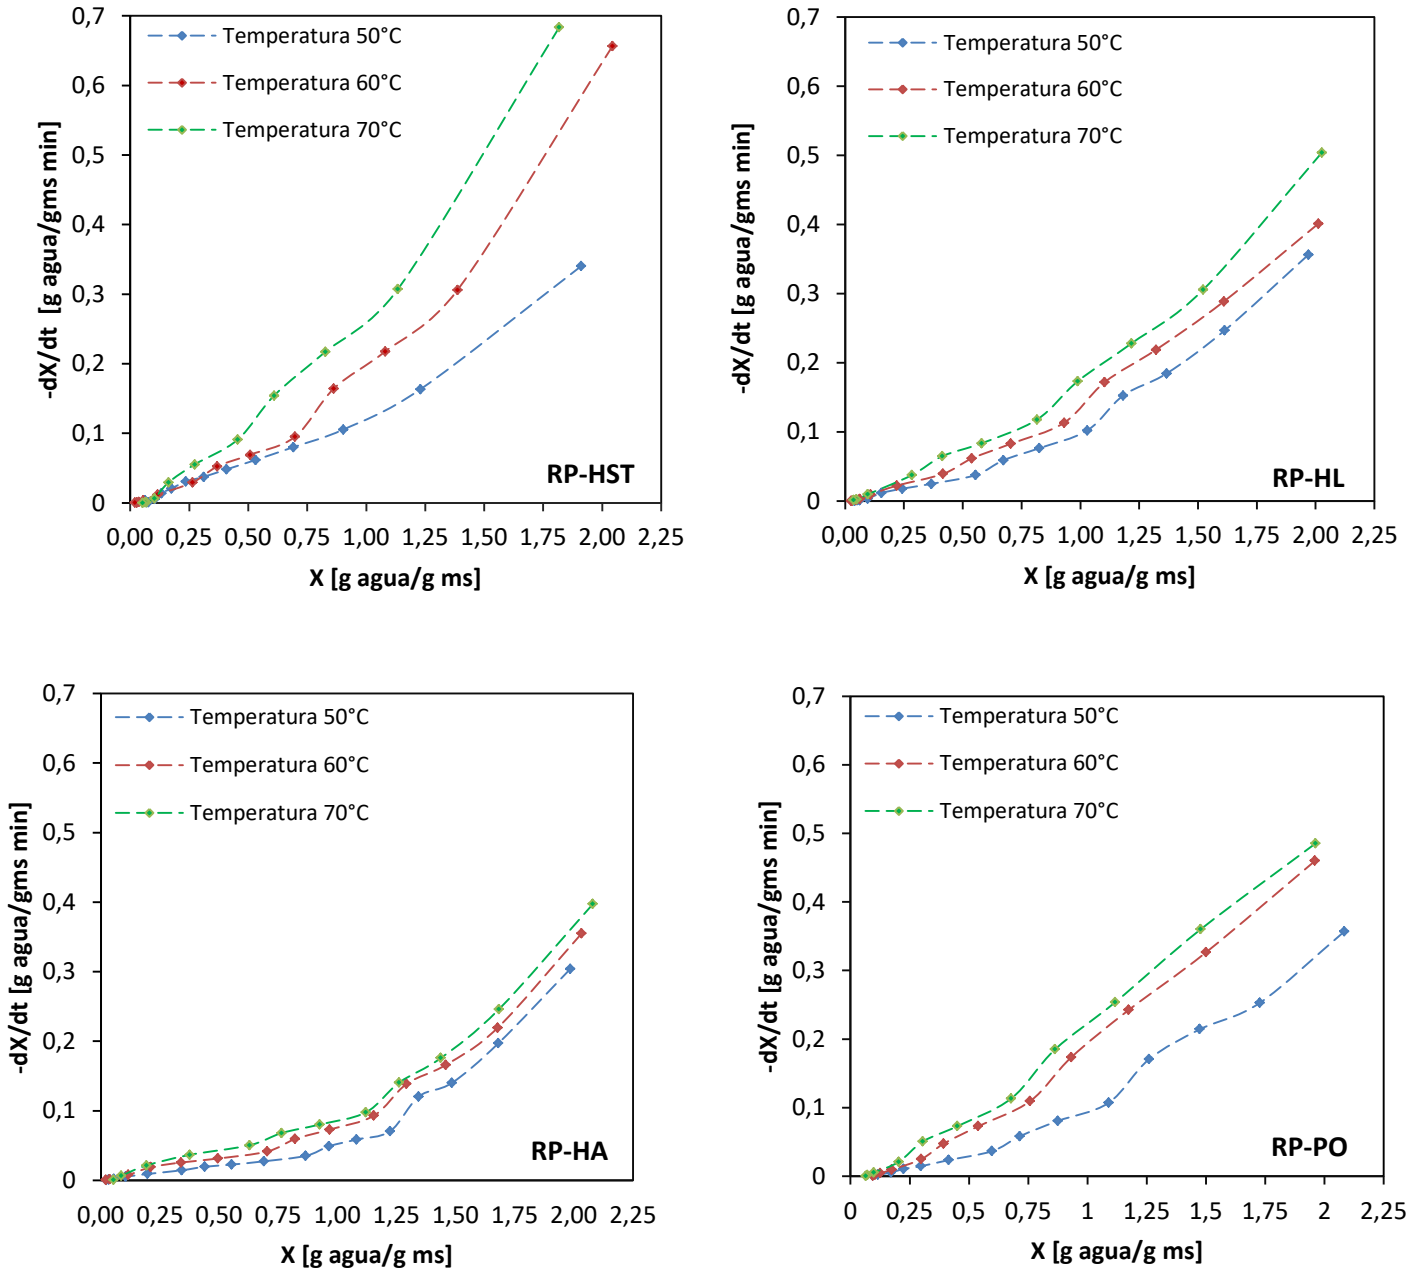 0,7
0,6
0,5
0,4
0,3
0,2
0,1
0
-dX/dt [g agua/gms min]
Temperatura 50°C
Temperatura 60°C
Temperatura 70°C
RP-HST
0,00 0,25 0,50 0,75 1,00 1,25 1,50 1,75 2,00 2,25
X [g agua/g ms]
0,7
0,6
0,5
0,4
0,3
0,2
0,1
0
-dX/dt [g agua/gms min]
Temperatura 50°C
Temperatura 60°C
Temperatura 70°C
RP-HL
0,00 0,25 0,50 0,75 1,00 1,25 1,50 1,75 2,00 2,25
X [g agua/g ms]
0,7
0,6
0,5
0,4
0,3
0,2
0,1
0
-dX/dt [g agua/gms min]
Temperatura 50°C
Temperatura 60°C
Temperatura 70°C
RP-HA
0,00 0,25 0,50 0,75 1,00 1,25 1,50 1,75 2,00 2,25
X [g agua/g ms]
0,7
0,6
0,5
0,4
0,3
0,2
0,1
0
-dX/dt [g agua/gms min]
Temperatura 50°C
Temperatura 60°C
Temperatura 70°C
RP-PO
0 0,25 0,5 0,75 1 1,25 1,5 1,75 2 2,25
X [g agua/g ms]